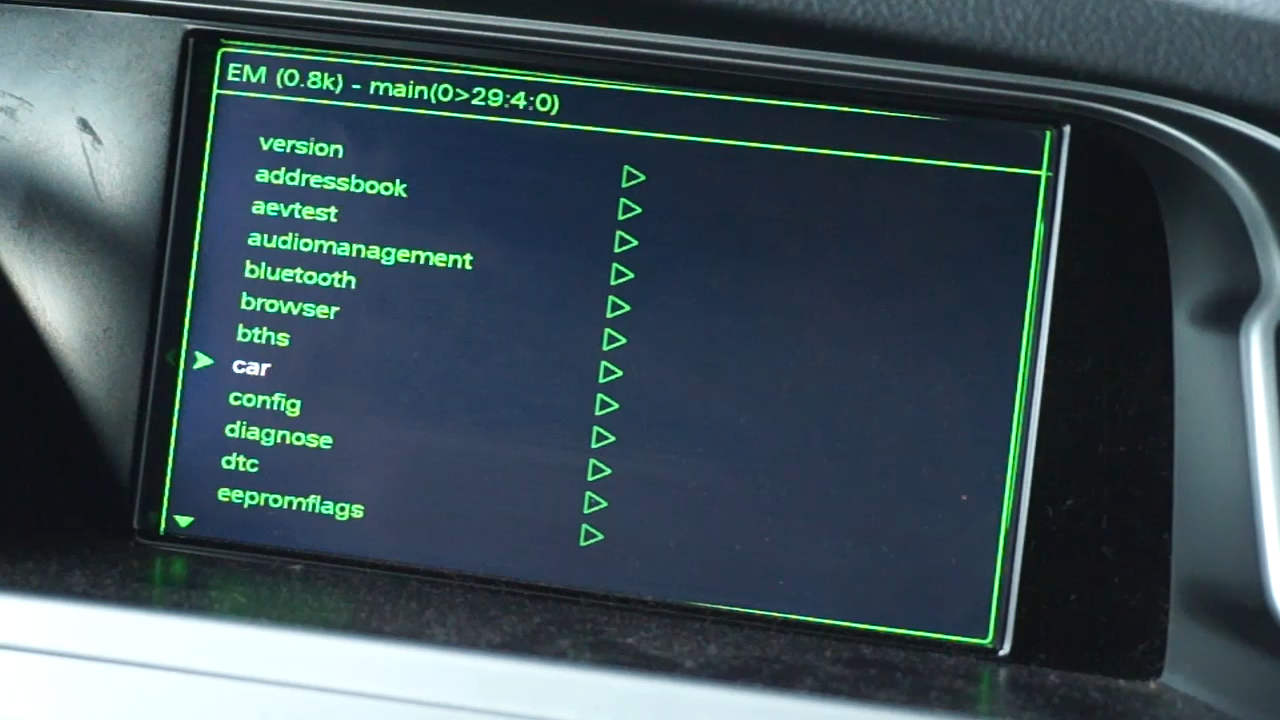 EM (0.8k) - main(0>29:4:0)
version
addressbook
aevtest
audiomanagement
bluetooth
browser
bths
car
config
diagnose
dtc
eepromflags